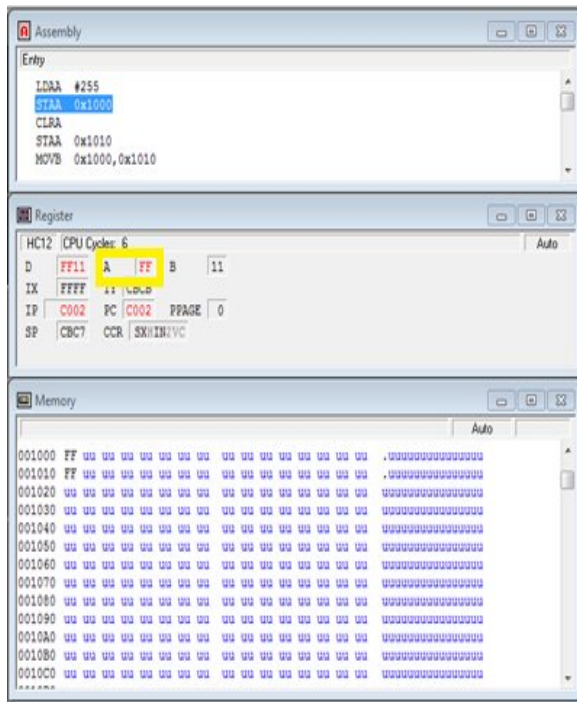 Assembly
Entry
LDAA #255
STAA 0x1000
CLRA
STAA 0x1010
MOVB 0x1000,0x1010
Register
HC12 CPU Cycles: 6 Auto
D FF11 A FF B 11
IX FFFF IY CBCB
IP C002 PC C002 PPAGE 0
SP CBC7 CCR SXHINZVC
Memory
Auto
001000 FF uu uu uu uu uu uu uu uu uu uu uu uu uu uu uu .uuuuuuuuuuuuuuu
001010 FF uu uu uu uu uu uu uu uu uu uu uu uu uu uu uu .uuuuuuuuuuuuuuu
001020 uu uu uu uu uu uu uu uu uu uu uu uu uu uu uu uu uuuuuuuuuuuuuuuu
001030 uu uu uu uu uu uu uu uu uu uu uu uu uu uu uu uu uuuuuuuuuuuuuuuu
001040 uu uu uu uu uu uu uu uu uu uu uu uu uu uu uu uu uuuuuuuuuuuuuuuu
001050 uu uu uu uu uu uu uu uu uu uu uu uu uu uu uu uu uuuuuuuuuuuuuuuu
001060 uu uu uu uu uu uu uu uu uu uu uu uu uu uu uu uu uuuuuuuuuuuuuuuu
001070 uu uu uu uu uu uu uu uu uu uu uu uu uu uu uu uu uuuuuuuuuuuuuuuu
001080 uu uu uu uu uu uu uu uu uu uu uu uu uu uu uu uu uuuuuuuuuuuuuuuu
001090 uu uu uu uu uu uu uu uu uu uu uu uu uu uu uu uu uuuuuuuuuuuuuuuu
0010A0 uu uu uu uu uu uu uu uu uu uu uu uu uu uu uu uu uuuuuuuuuuuuuuuu
0010B0 uu uu uu uu uu uu uu uu uu uu uu uu uu uu uu uu uuuuuuuuuuuuuuuu
0010C0 uu uu uu uu uu uu uu uu uu uu uu uu uu uu uu uu uuuuuuuuuuuuuuuu